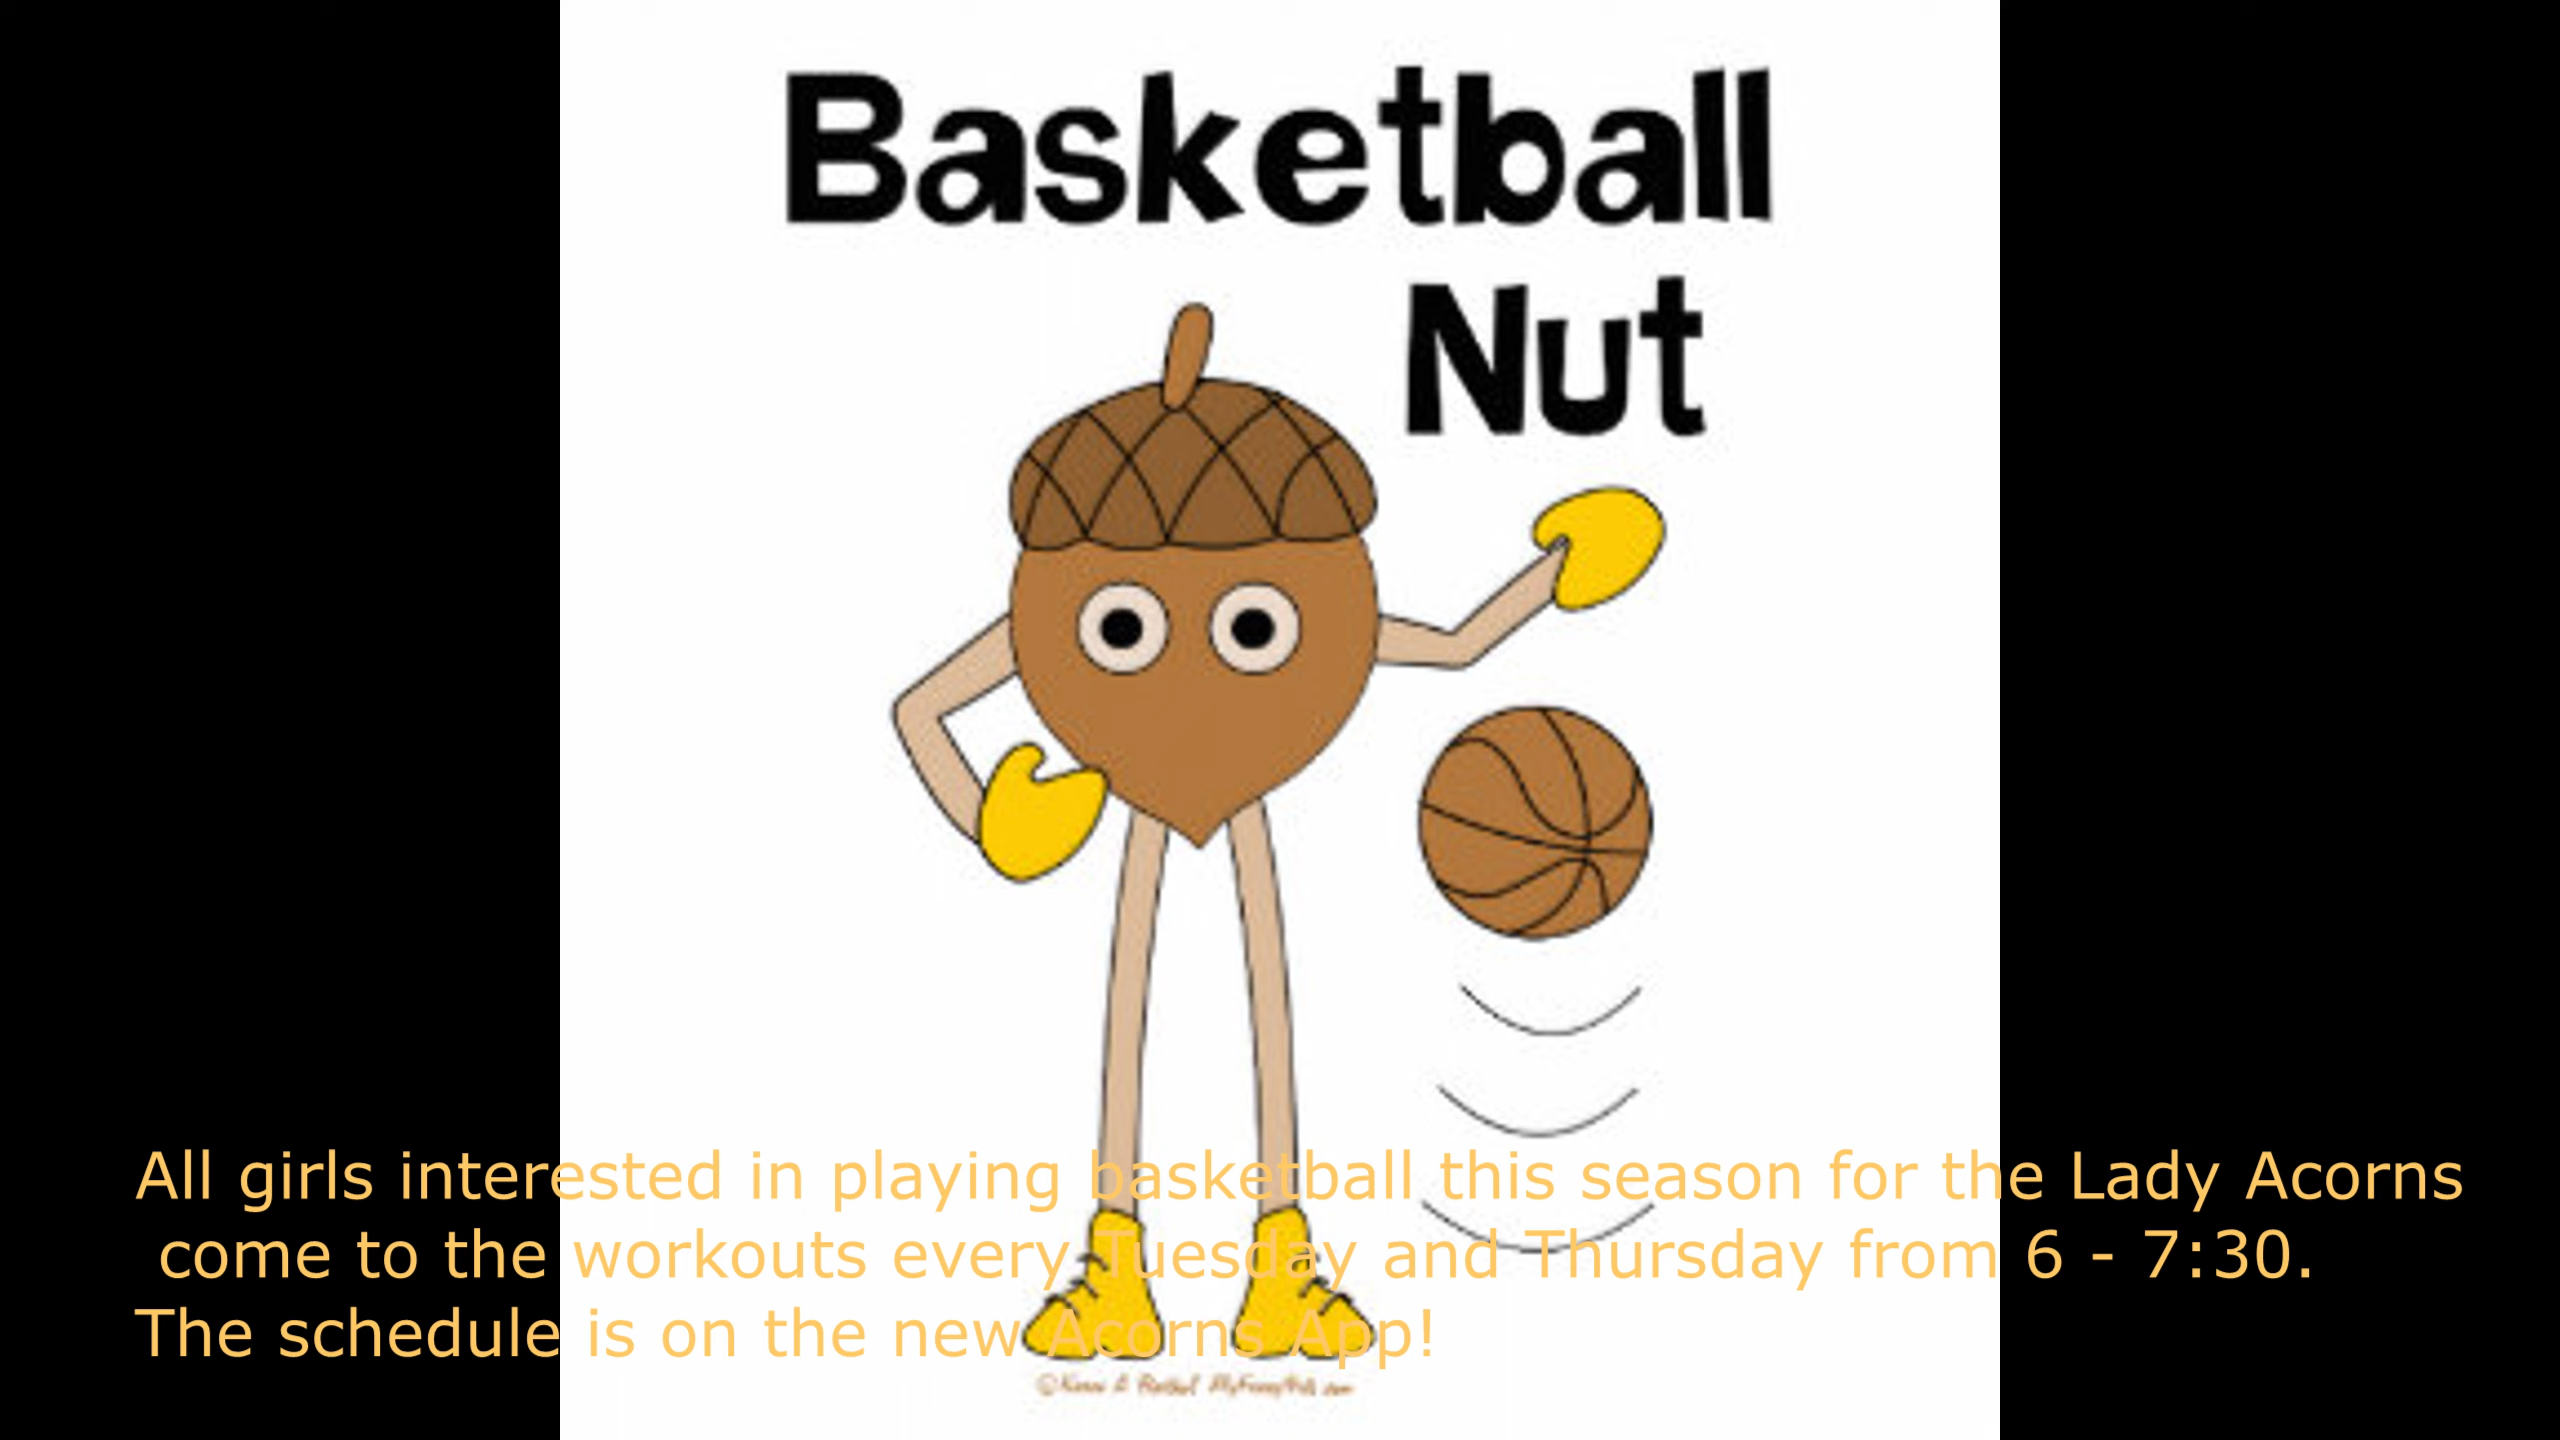 Basketball
Nut
All girls interested in playing basketball this season for the Lady Acorns
come to the workouts every Tuesday and Thursday from 6 - 7:30.
The schedule is on the new Acorns App!